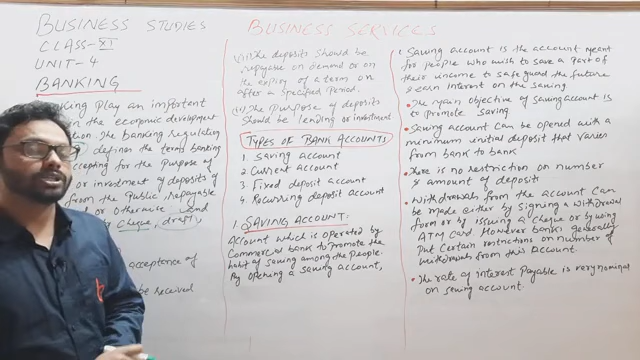 BUSINESS STUDIES
CLASS-XI
UNIT-4
BANKING
king play an important
in the economic development
tion. The banking regulation
defines the term banking
accepting for the purpose of
or investment of deposits of
from the Public, repayable
d or otherwise and
by cheque, draft,
acceptance of
be received
BUSINESS SERVICES
(ii) The deposits should be
repayable on demand or on
the expiry of a term or
after a specified Period.
(iii) The purpose of deposits
should be lending or investment
TYPES OF BANK ACCOUNTS
1. Saving account
2. Current account
3. Fixed deposit account
4. Recurring deposit account
1. SAVING ACCOUNT:
Account which is operated by
Commercial bank to promote the
habit of saving among the People.
By opening a saving account,
Saving account is the account meant
for people who wish to save a Part of
their income to safeguard the future
& earn interest on the saving
• The main objective of saving account is
to promote saving
• Saving account can be opened with a
minimum initial deposit that varies
from bank to bank
• There is no restriction on number
& amount of deposits
• Withdrawals from the account can
be made either by signing a withdrawal
form or by issuing a cheque or by using
ATM card. However banks generally
Put certain restrictions on number of
withdrawals from this Account.
• The rate of interest Payable is very nominal
on saving account.